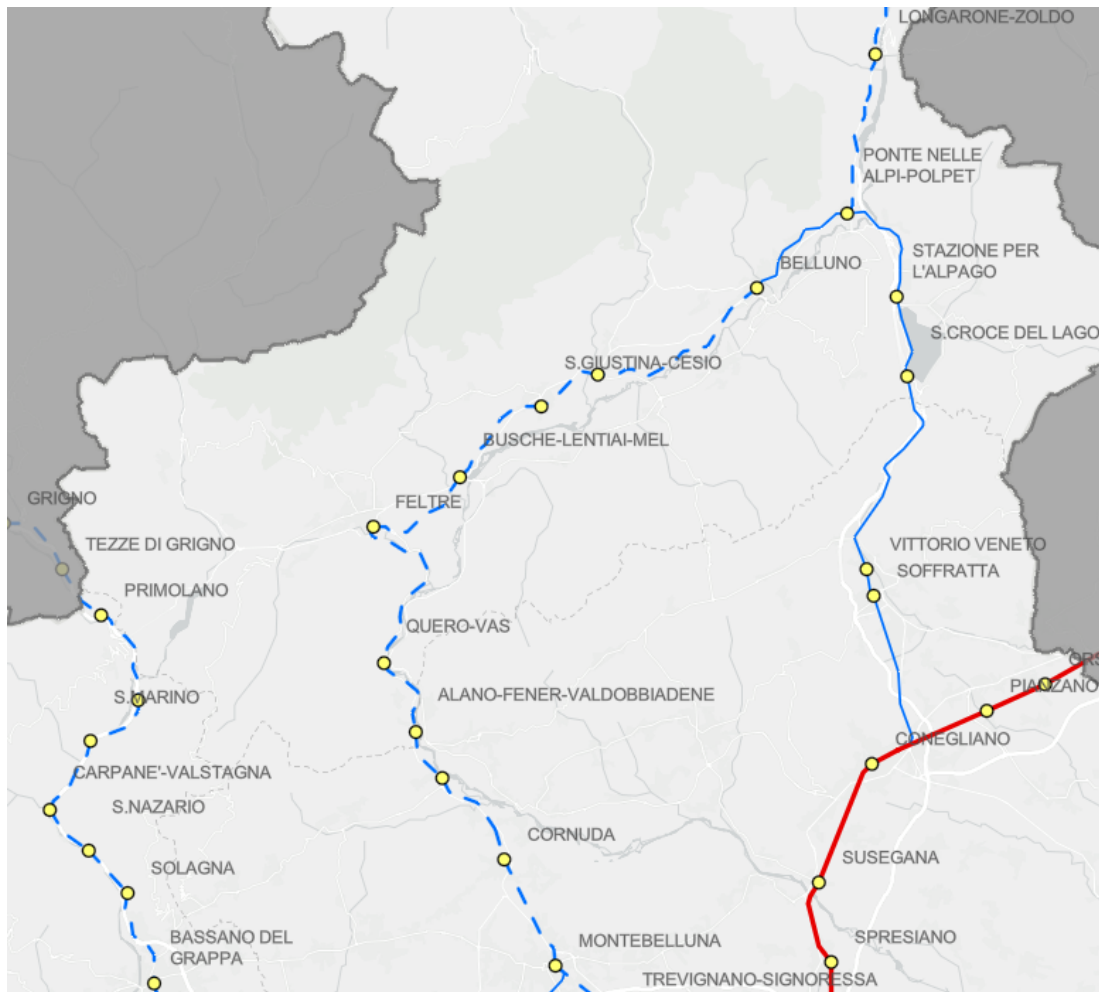 LONGARONE-ZOLDO
PONTE NELLE
ALPI-POLPET
STAZIONE PER
L'ALPAGO
BELLUNO
S.CROCE DEL LAGO
S.GIUSTINA-CESIO
BUSCHE-LENTIAI-MEL
FELTRE
GRIGNO
TEZZE DI GRIGNO
VITTORIO VENETO
SOFFRATTA
PRIMOLANO
QUERO-VAS
ORS
PIANZANO
S.MARINO
ALANO-FENER-VALDOBBIADENE
CONEGLIANO
CARPANE'-VALSTAGNA
S.NAZARIO
CORNUDA
SUSEGANA
SOLAGNA
BASSANO DEL
GRAPPA
MONTEBELLUNA
SPRESIANO
TREVIGNANO-SIGNORESSA